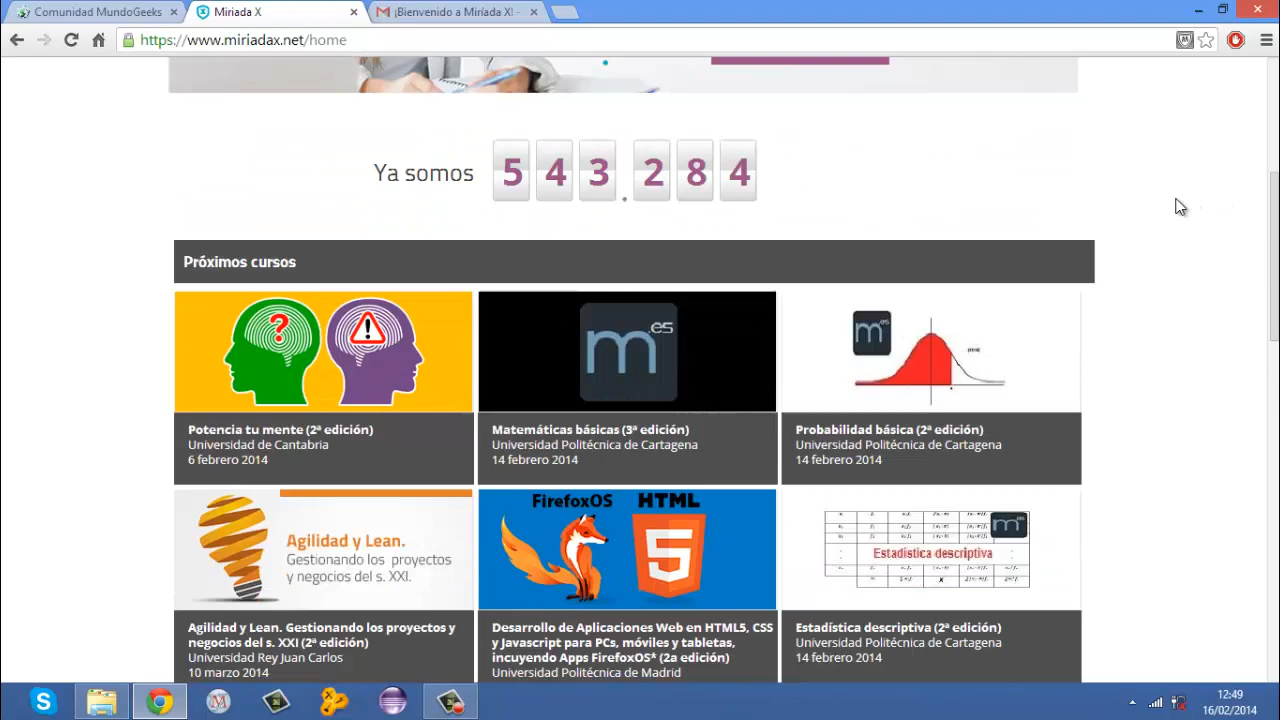 Comunidad MundoGeeks
Miriada X
¡Bienvenido a Miríada X! -
https://www.miriadax.net/home
Ya somos 543.284
Próximos cursos
Potencia tu mente (2ª edición)
Universidad de Cantabria
6 febrero 2014
m.es
Matemáticas básicas (3ª edición)
Universidad Politécnica de Cartagena
14 febrero 2014
m.es
Probabilidad básica (2ª edición)
Universidad Politécnica de Cartagena
14 febrero 2014
Agilidad y Lean.
Gestionando los proyectos
y negocios del s. XXI.
Agilidad y Lean. Gestionando los proyectos y
negocios del s. XXI (2ª edición)
Universidad Rey Juan Carlos
10 marzo 2014
FirefoxOS HTML
5
Desarrollo de Aplicaciones Web en HTML5, CSS
y Javascript para PCs, móviles y tabletas,
incuyendo Apps FirefoxOS* (2a edición)
Universidad Politécnica de Madrid
Estadística descriptiva
Estadística descriptiva (2ª edición)
Universidad Politécnica de Cartagena
14 febrero 2014
12:49
16/02/2014